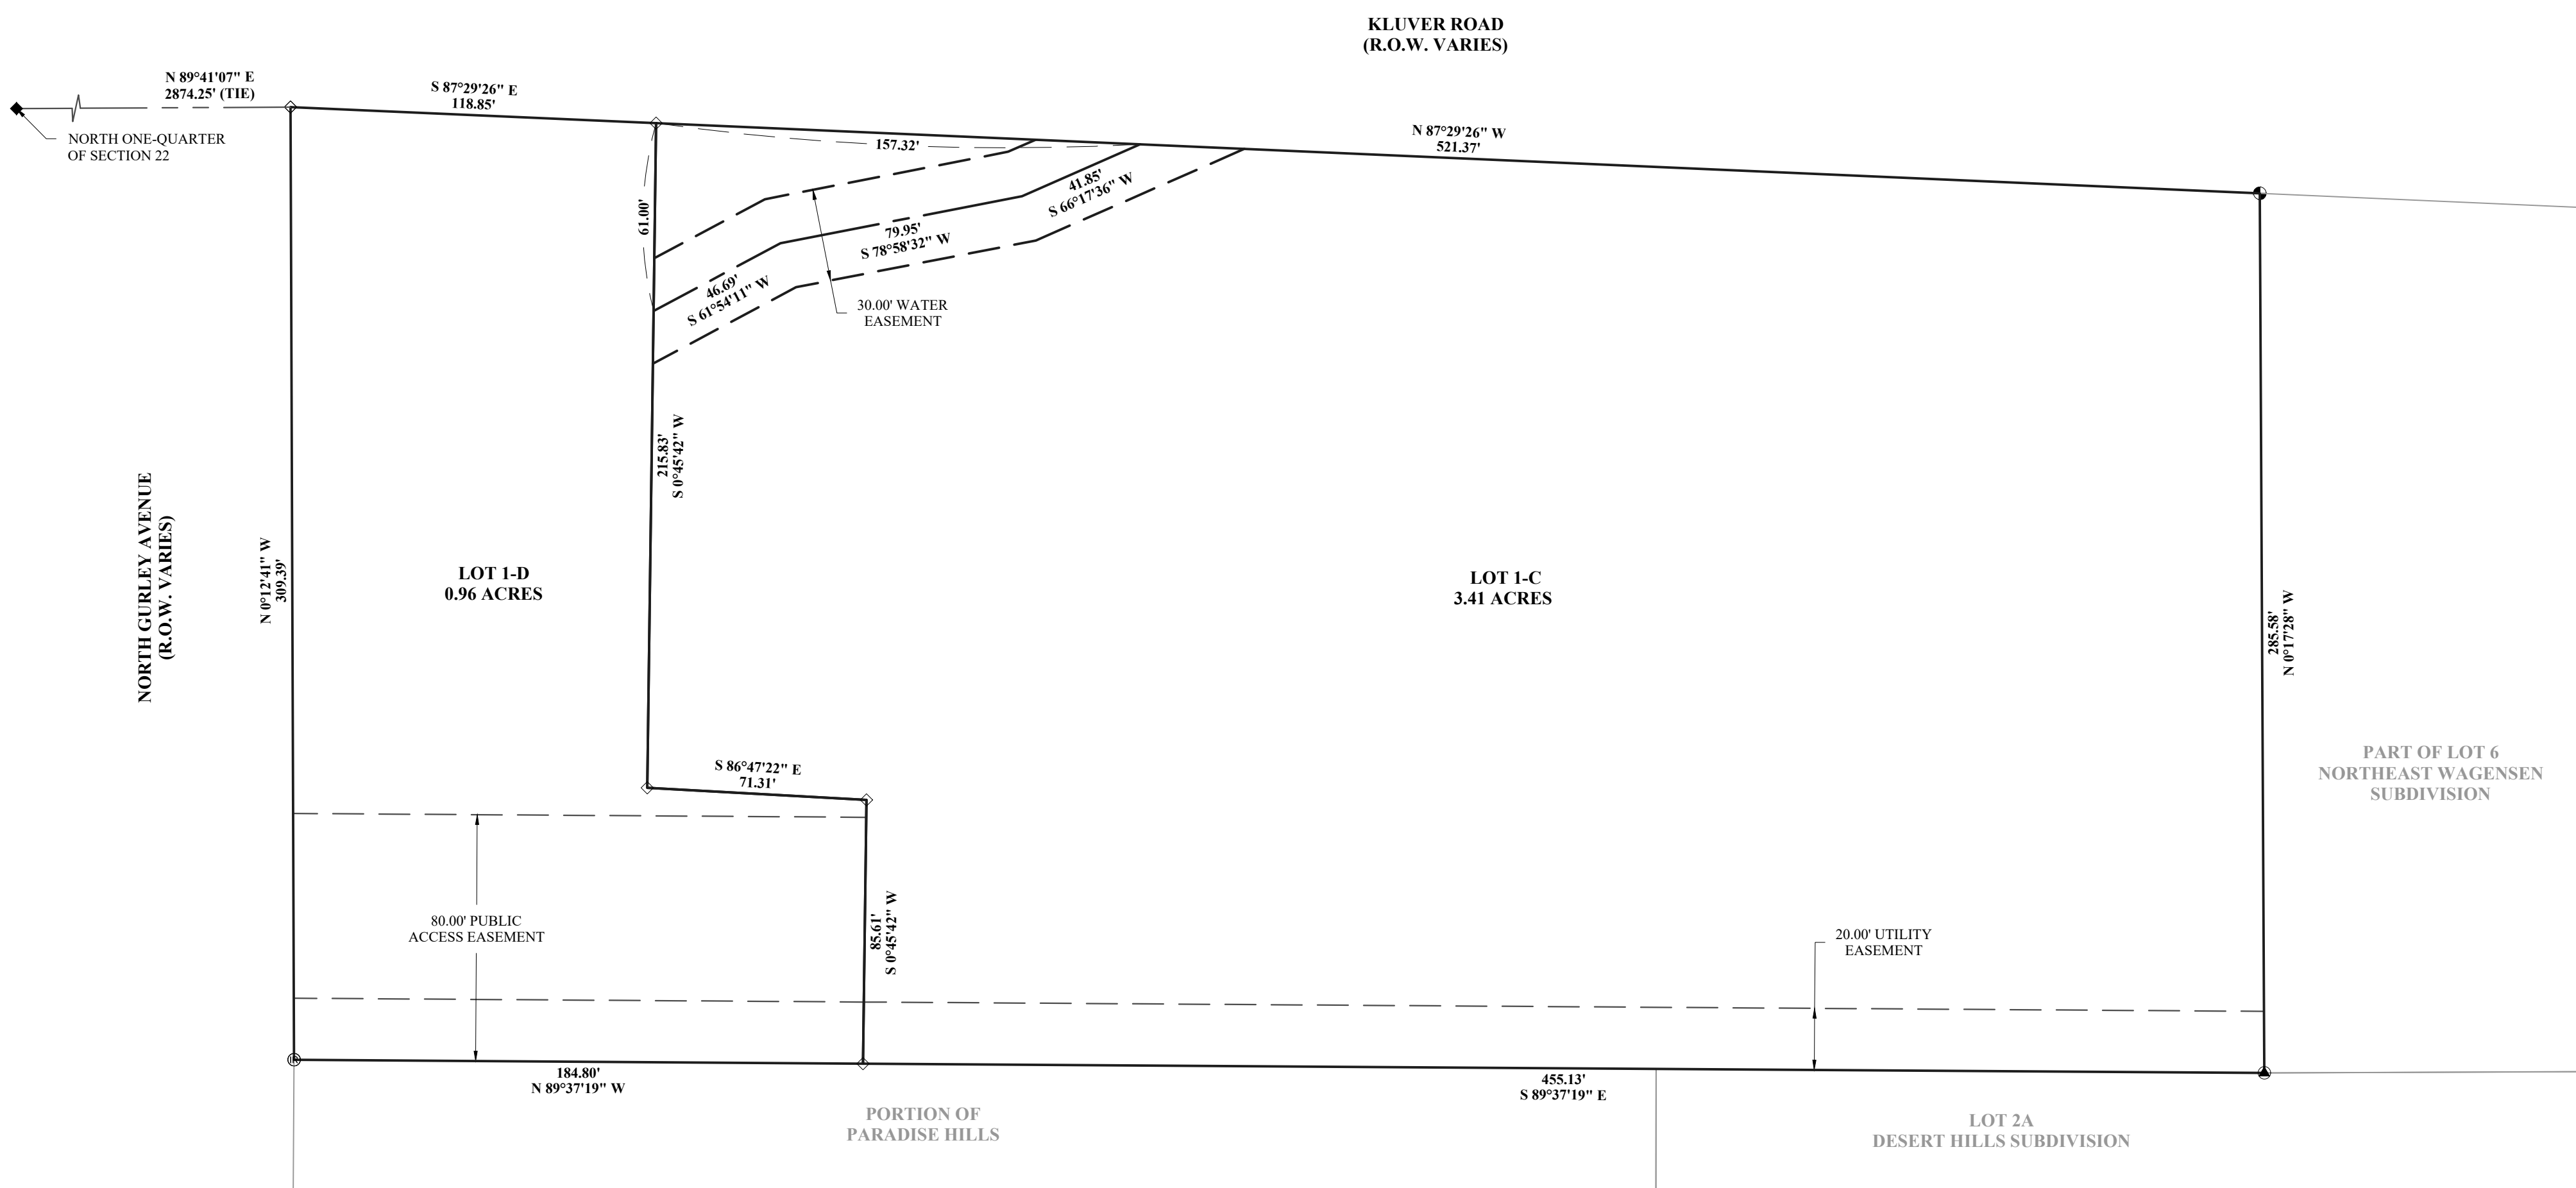 KLUVER ROAD
(R.O.W. VARIES)
N 89°41'07" E
2874.25' (TIE)
S 87°29'26" E
118.85'
NORTH ONE-QUARTER
OF SECTION 22
157.32'
N 87°29'26" W
521.37'
61.00'
41.85'
S 66°17'36" W
79.95'
S 78°58'32" W
46.69'
S 61°54'11" W
30.00' WATER
EASEMENT
215.83'
S 0°45'42" W
NORTH GURLEY AVENUE
(R.O.W. VARIES)
N 0°12'41" W
309.39'
LOT 1-D
0.96 ACRES
LOT 1-C
3.41 ACRES
285.58'
N 0°17'28" W
PART OF LOT 6
NORTHEAST WAGENSEN
SUBDIVISION
S 86°47'22" E
71.31'
80.00' PUBLIC
ACCESS EASEMENT
85.61'
S 0°45'42" W
20.00' UTILITY
EASEMENT
184.80'
N 89°37'19" W
455.13'
S 89°37'19" E
PORTION OF
PARADISE HILLS
LOT 2A
DESERT HILLS SUBDIVISION